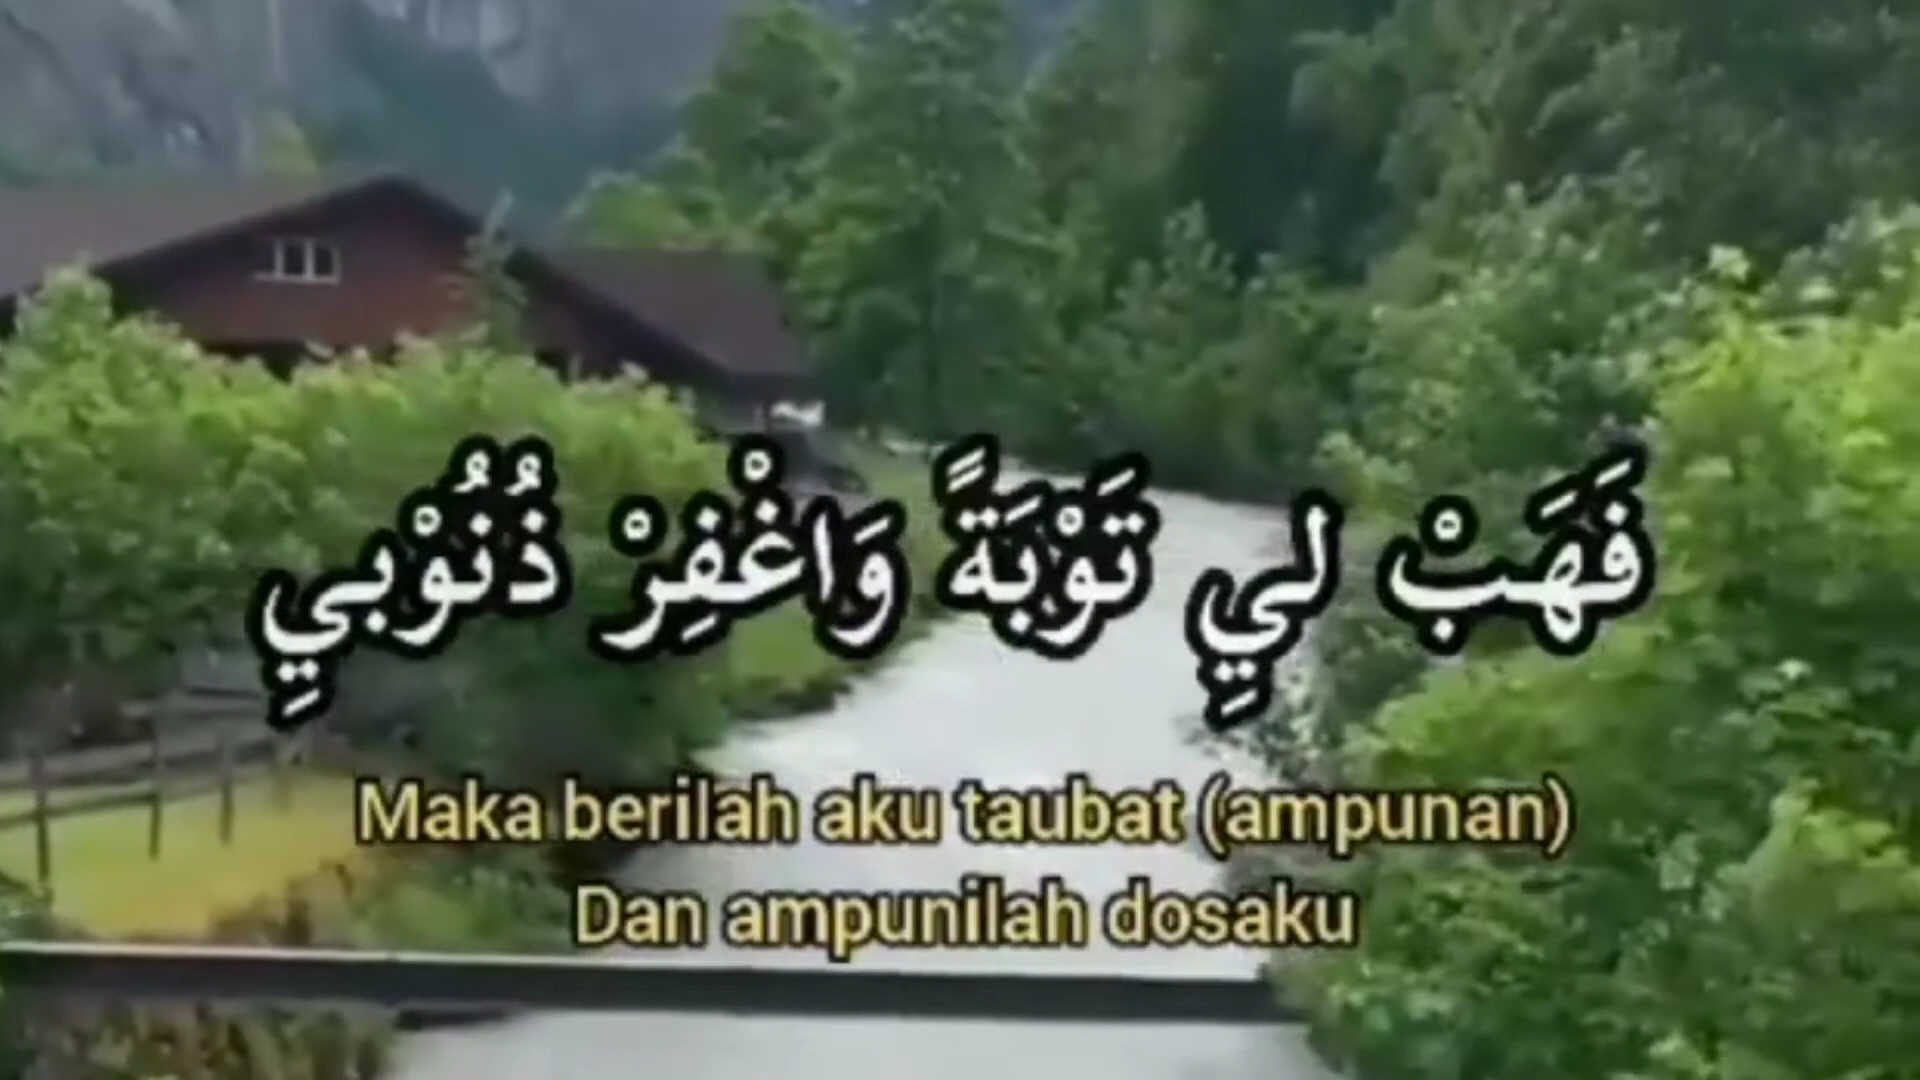 فَهَبْ لِي تَوْبَةً وَاغْفِرْ ذُنُوْبِي
Maka berilah aku taubat (ampunan)
Dan ampunilah dosaku